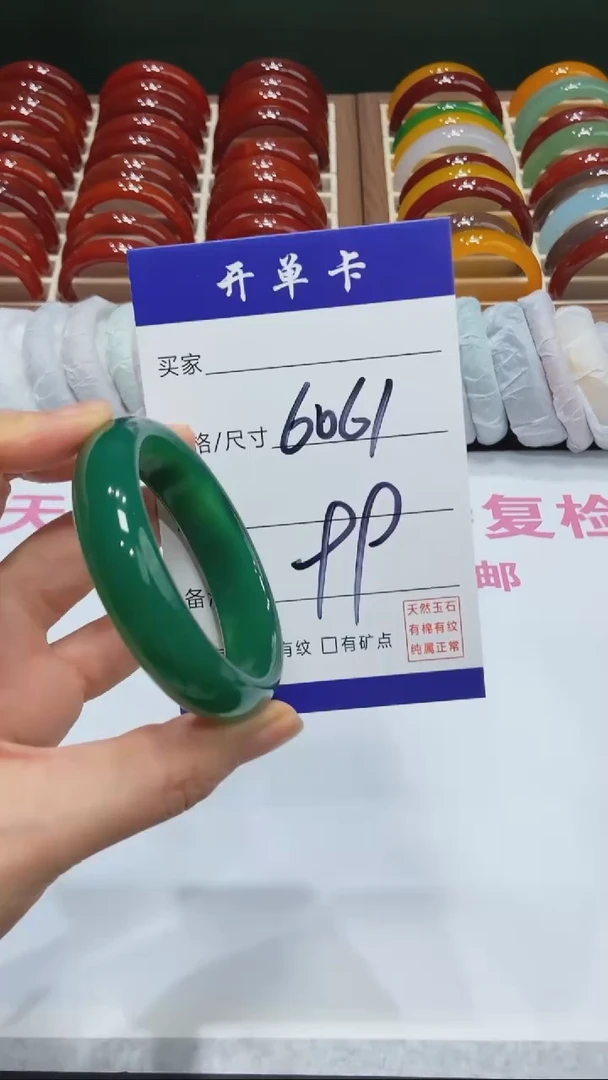 开单卡
买家
格/尺寸 6061
99
备
有纹 □有矿点
天然玉石
有棉有纹
纯属正常
天
复检
邮